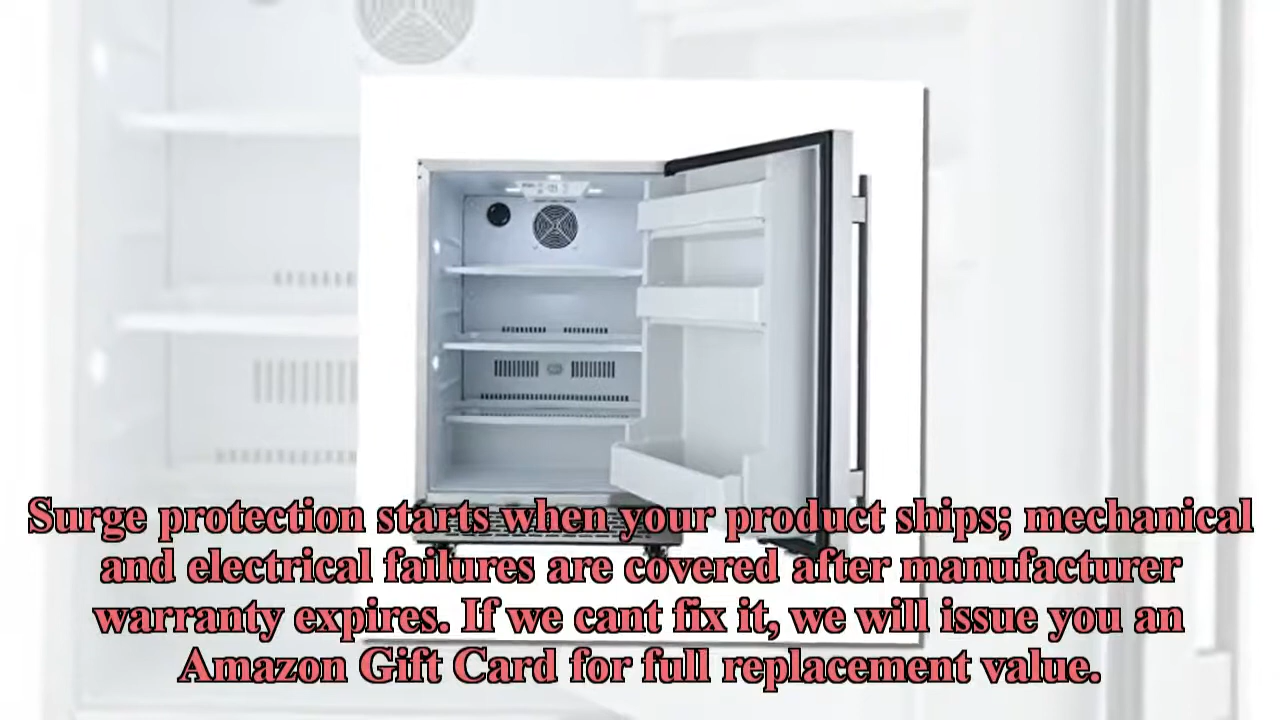 Surge protection starts when your product ships; mechanical
and electrical failures are covered after manufacturer
warranty expires. If we cant fix it, we will issue you an
Amazon Gift Card for full replacement value.